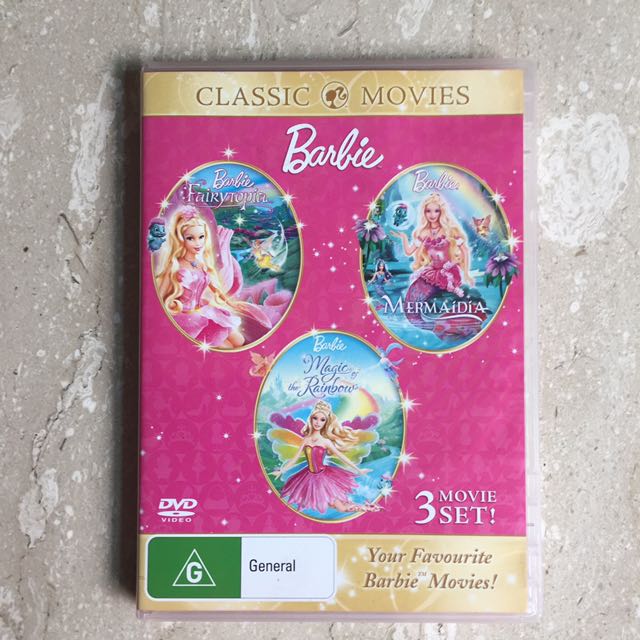 CLASSIC MOVIES
Barbie
Barbie
Fairytopia
Barbie
MERMAIDIA
Barbie
Magic of
the Rainbow
3 MOVIE
SET!
DVD
VIDEO
G
General
Your Favourite
Barbie™ Movies!